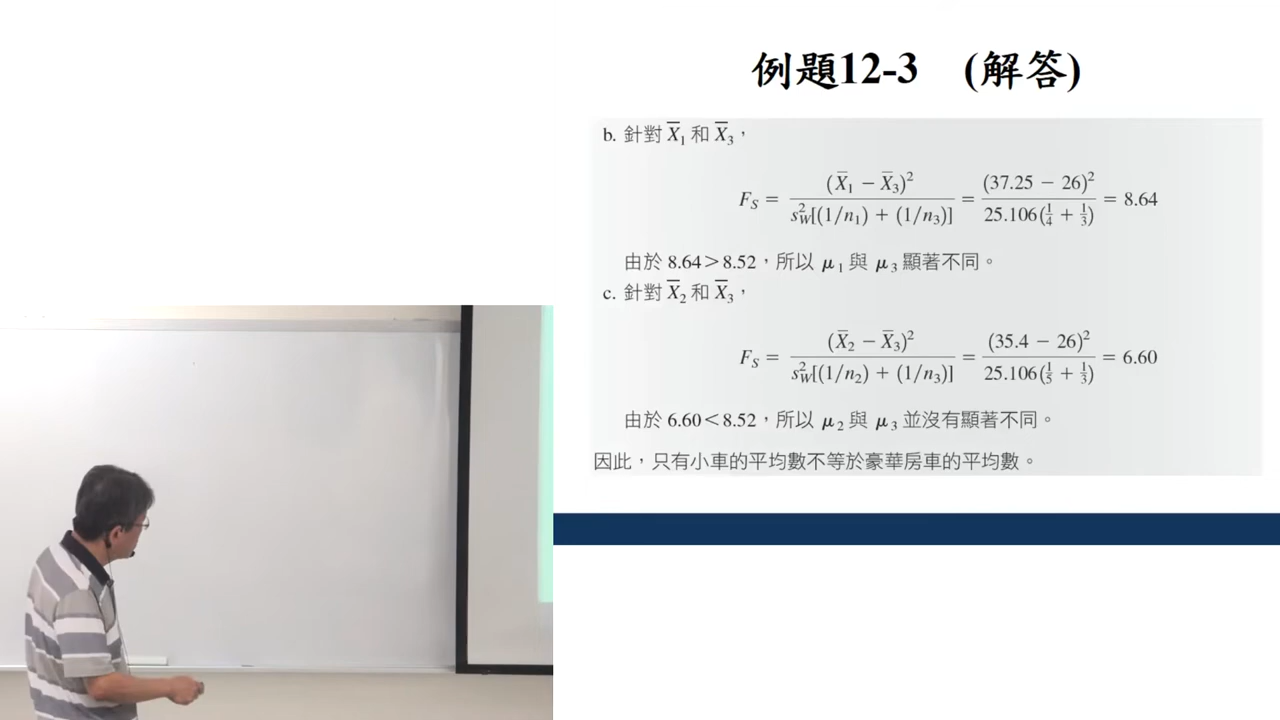 例題12-3 (解答)
b. 針對 X̄₁ 和 X̄₃，
F_S = (X̄₁ − X̄₃)² / s²_W[(1/n₁) + (1/n₃)] = (37.25 − 26)² / 25.106(1/4 + 1/3) = 8.64
由於 8.64＞8.52，所以 μ₁ 與 μ₃ 顯著不同。
c. 針對 X̄₂ 和 X̄₃，
F_S = (X̄₂ − X̄₃)² / s²_W[(1/n₂) + (1/n₃)] = (35.4 − 26)² / 25.106(1/5 + 1/3) = 6.60
由於 6.60＜8.52，所以 μ₂ 與 μ₃ 並沒有顯著不同。
因此，只有小車的平均數不等於豪華房車的平均數。